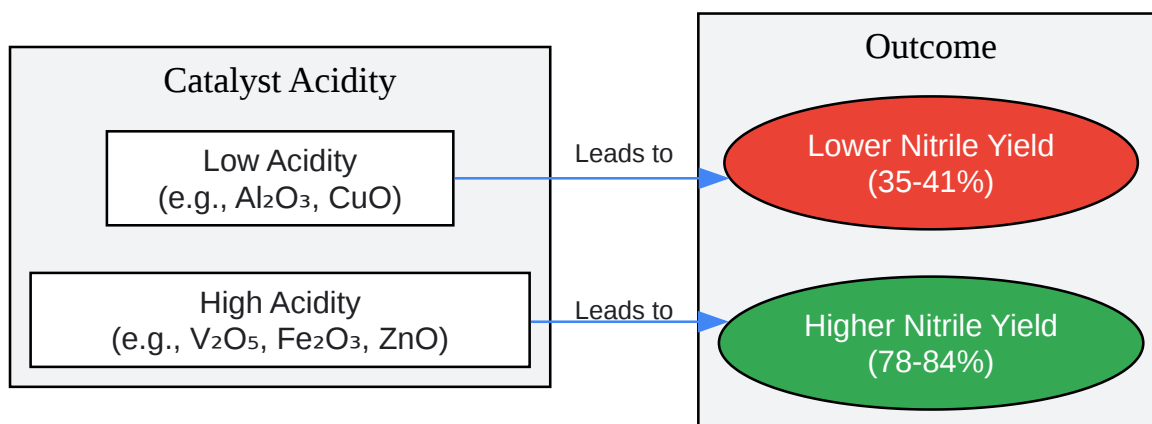 Catalyst Acidity
Low Acidity
(e.g., Al₂O₃, CuO)
High Acidity
(e.g., V₂O₅, Fe₂O₃, ZnO)
Leads to
Leads to
Outcome
Lower Nitrile Yield
(35-41%)
Higher Nitrile Yield
(78-84%)